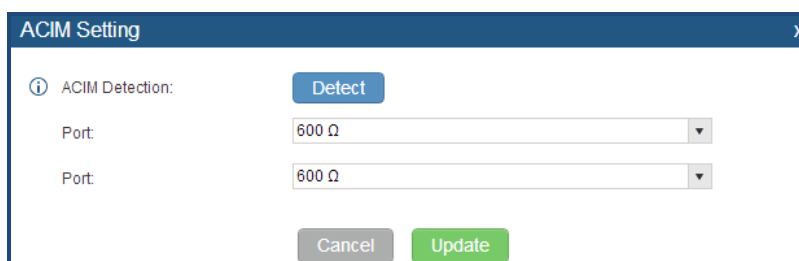 ACIM Setting x
ACIM Detection: Detect
Port: 600 Ω
Port: 600 Ω
Cancel Update